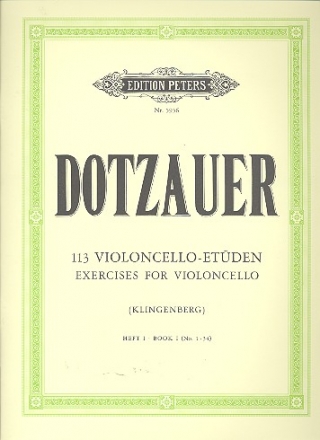 EDITION PETERS
Nr. 5956
DOTZAUER
113 VIOLONCELLO-ETÜDEN
EXERCISES FOR VIOLONCELLO
(KLINGENBERG)
HEFT I · BOOK I (Nr. 1-34)